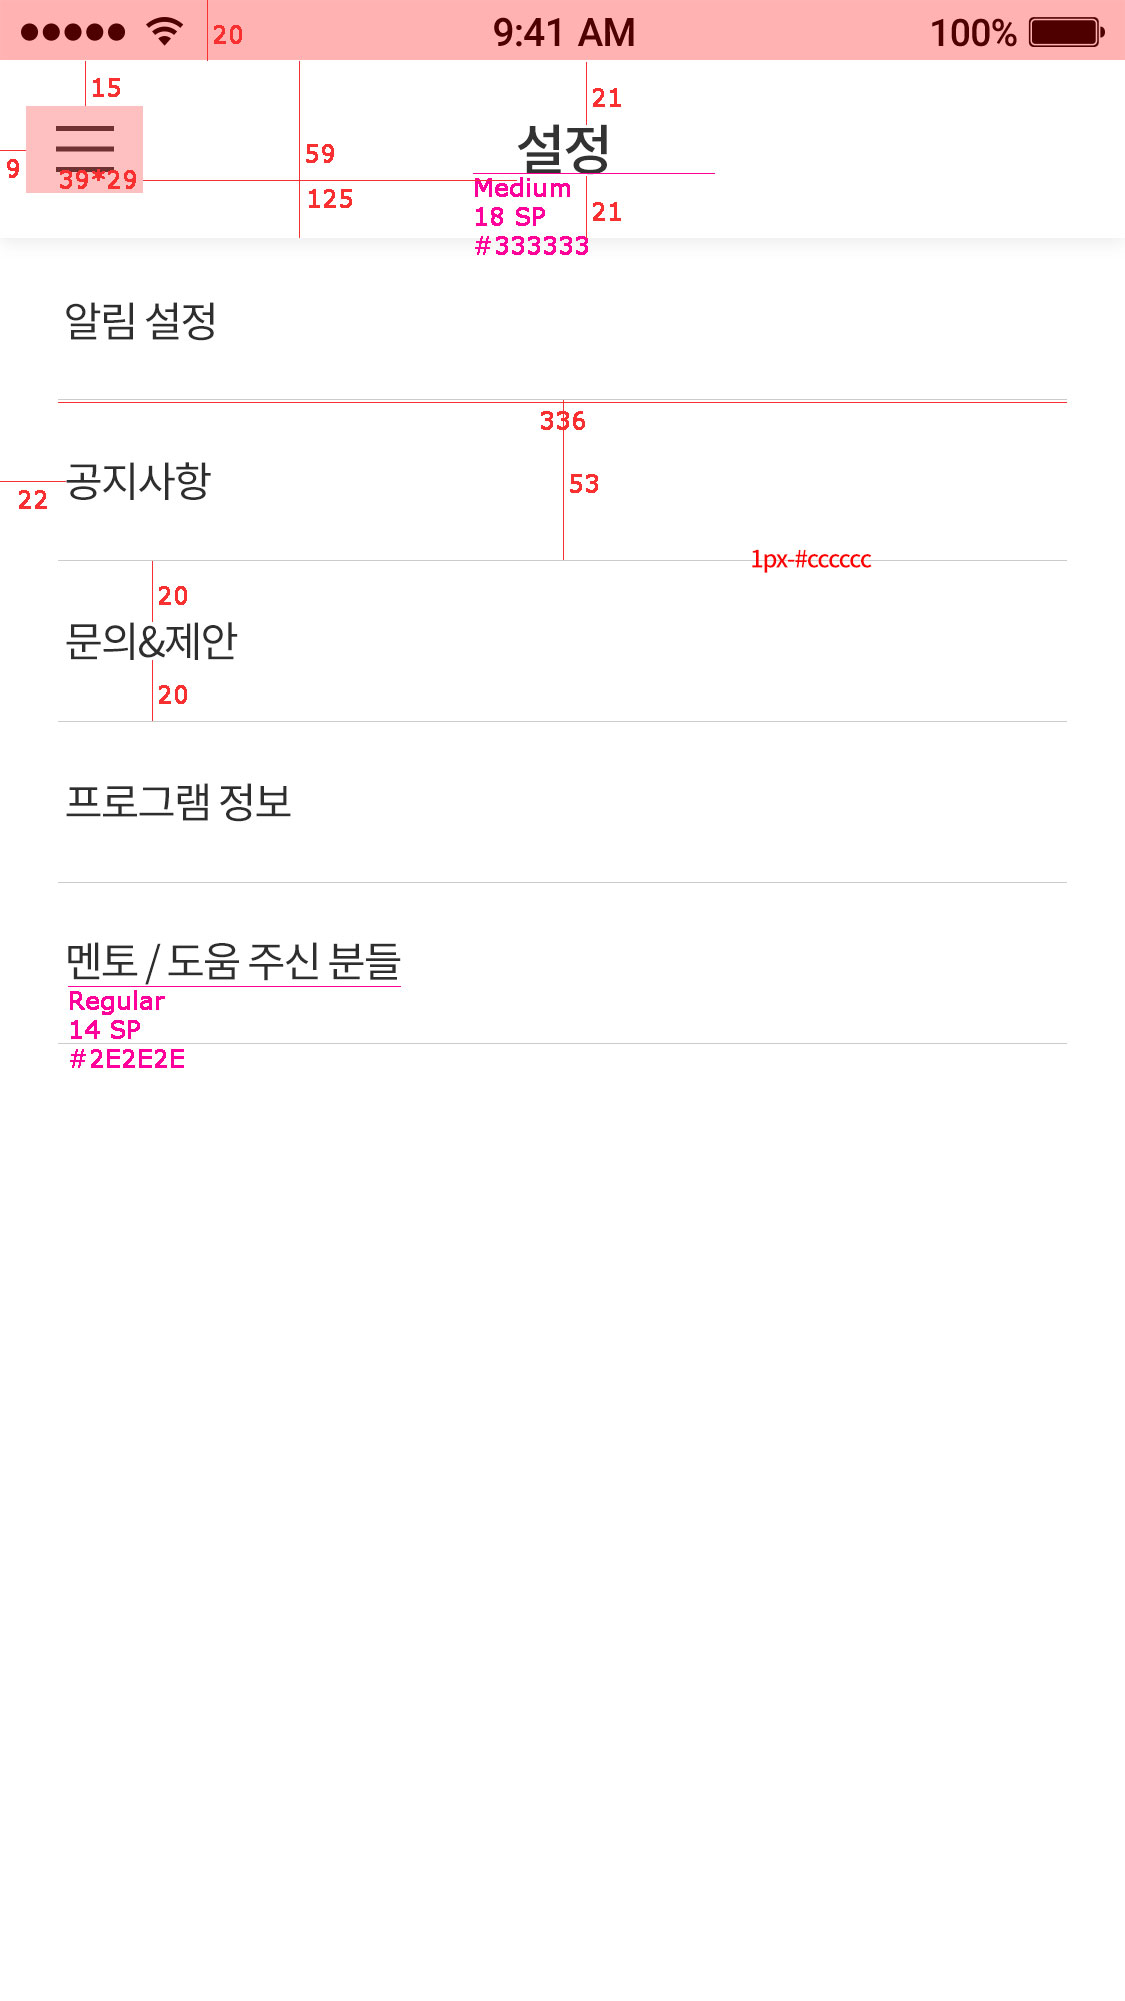 20
9:41 AM
100%
15
21
59
설정
9
39*29
125
Medium
18 SP
#333333
21
알림 설정
336
공지사항
53
22
1px-#cccccc
20
문의&제안
20
프로그램 정보
멘토 / 도움 주신 분들
Regular
14 SP
#2E2E2E